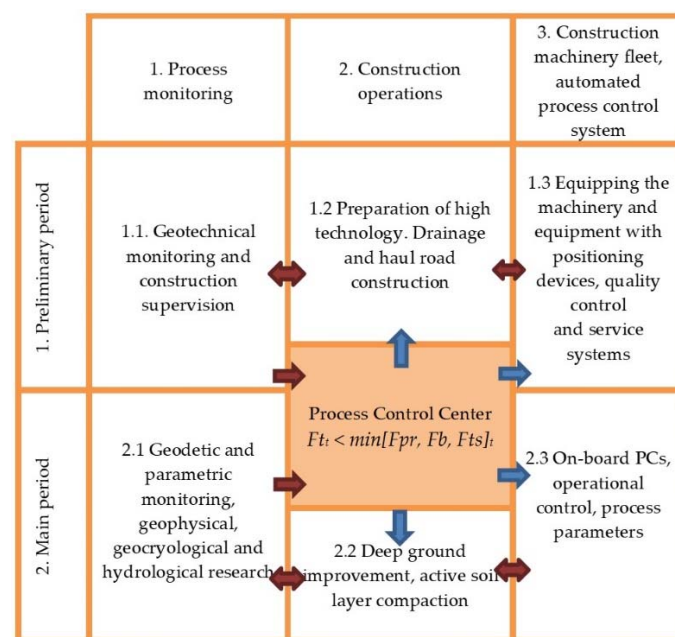 1. Process
monitoring
2. Construction
operations
3. Construction
machinery fleet,
automated
process control
system
1. Preliminary period
1.1. Geotechnical
monitoring and
construction
supervision
1.2 Preparation of high
technology. Drainage
and haul road
construction
1.3 Equipping the
machinery and
equipment with
positioning
devices, quality
control
and service
systems
Process Control Center
Ftₜ < min[Fpr, Fb, Fts]ₜ
2. Main period
2.1 Geodetic and
parametric
monitoring,
geophysical,
geocryological and
hydrological research
2.2 Deep ground
improvement, active soil
layer compaction
2.3 On-board PCs,
operational
control, process
parameters